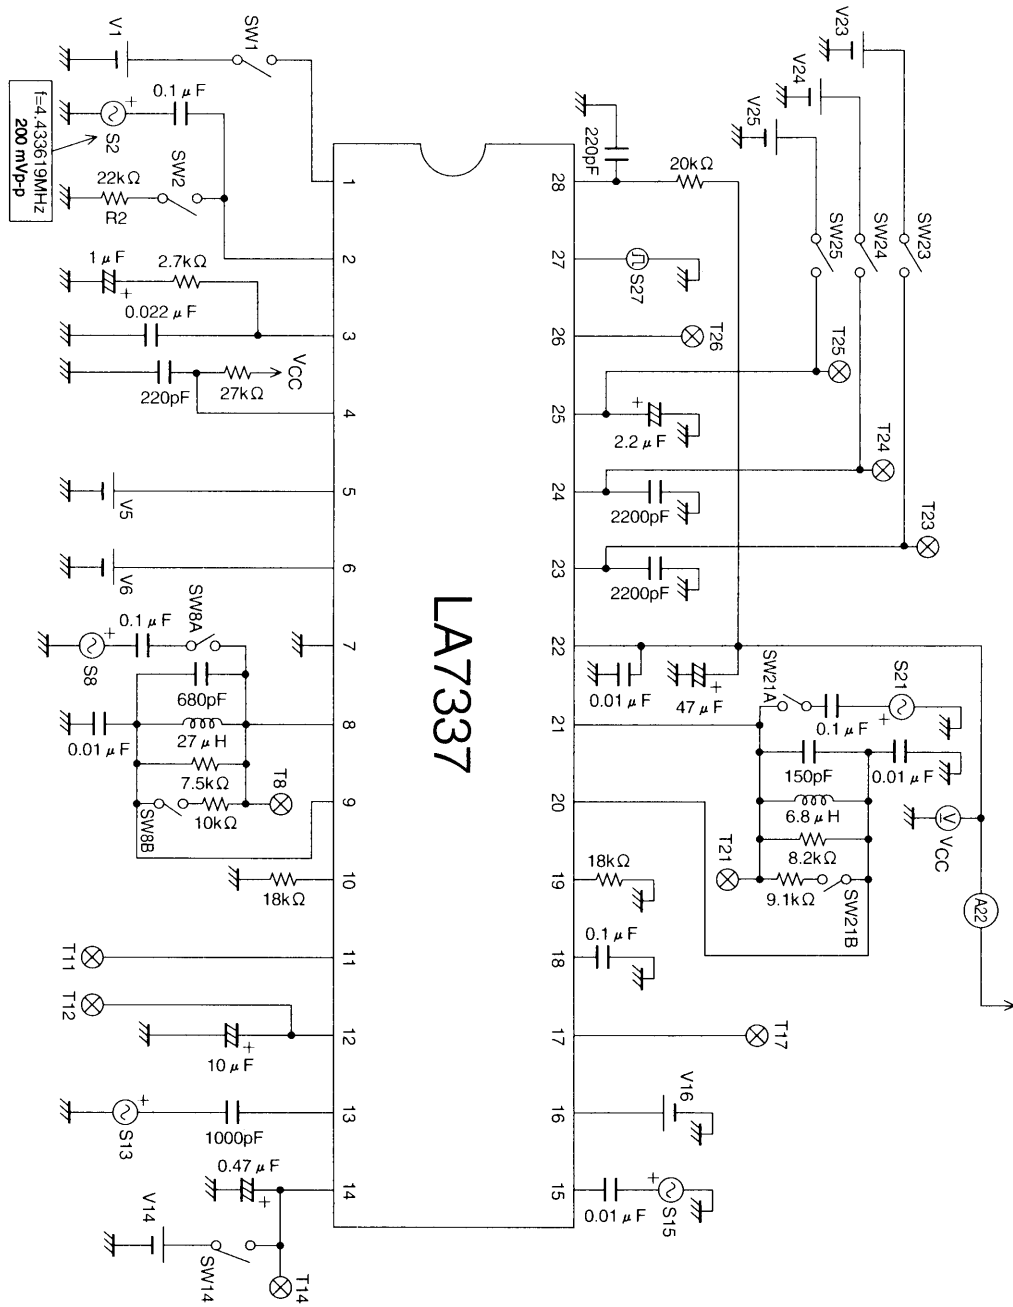 V1
SW1
0.1 μF
S2
f=4.433619MHz
200 mVp-p
SW2
22kΩ
R2
1 μF
2.7kΩ
0.022 μF
220pF
27kΩ
VCC
V5
V6
SW8A
0.1 μF
S8
680pF
27 μH
0.01 μF
7.5kΩ
T8
10kΩ
SW8B
18kΩ
T11
T12
10 μF
S13
1000pF
0.47 μF
V14
SW14
T14
1
2
3
4
5
6
7
8
9
10
11
12
13
14
LA7337
28
27
26
25
24
23
22
21
20
19
18
17
16
15
V23
V24
V25
220pF
20kΩ
SW25
SW24
SW23
S27
T26
T25
2.2 μF
T24
2200pF
T23
2200pF
0.01 μF
47 μF
SW21A
S21
0.1 μF
150pF
0.01 μF
6.8 μH
V
VCC
8.2kΩ
T21
9.1kΩ
SW21B
A22
18kΩ
0.1 μF
T17
V16
0.01 μF
S15